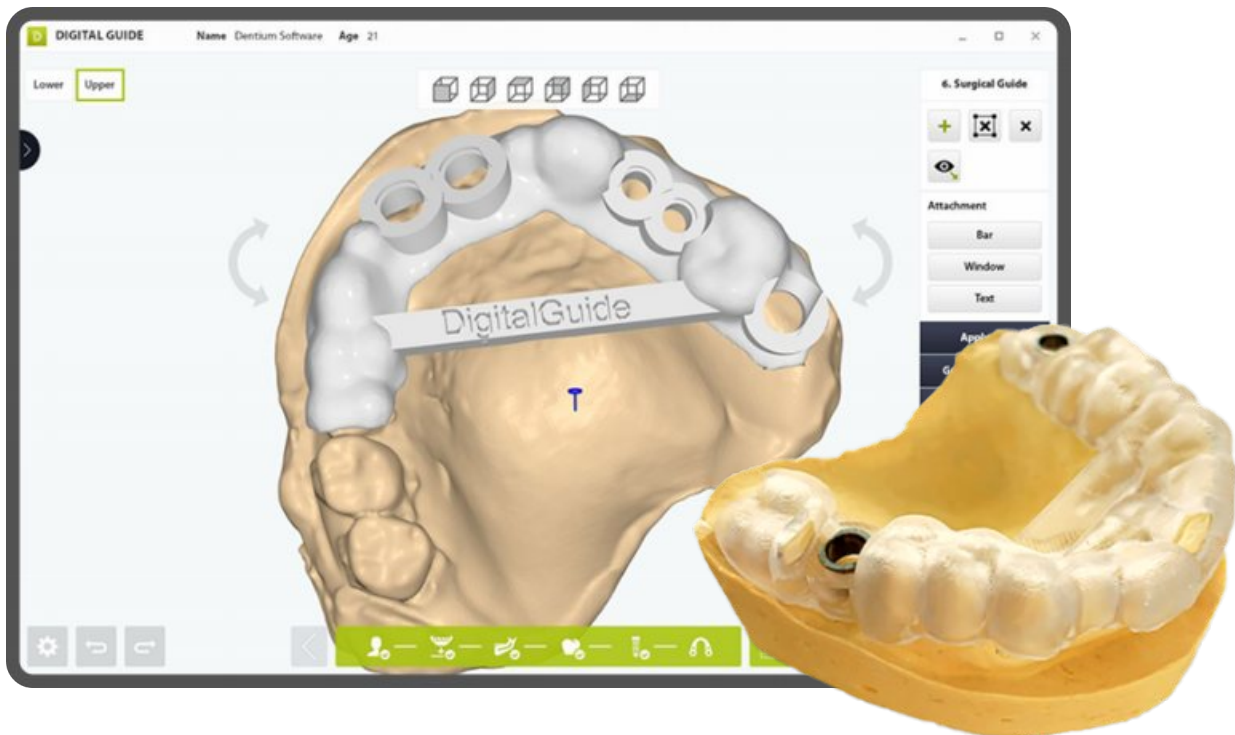 D DIGITAL GUIDE Name Dentium Software Age 21
Lower Upper
6. Surgical Guide
Attachment
Bar
Window
Text
DigitalGuide